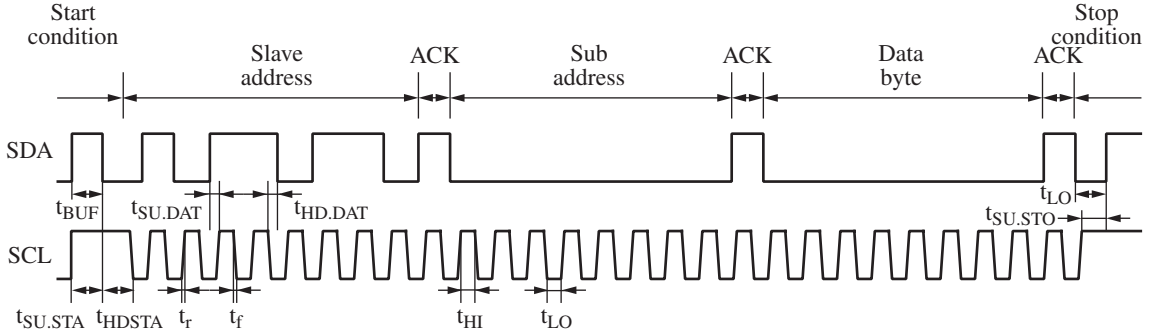 Start
condition
Slave
address
ACK
Sub
address
ACK
Data
byte
ACK
Stop
condition
SDA
tBUF
tSU.DAT
tHD.DAT
tLO
tSU.STO
SCL
tSU.STA
tHDSTA
tr
tf
tHI
tLO